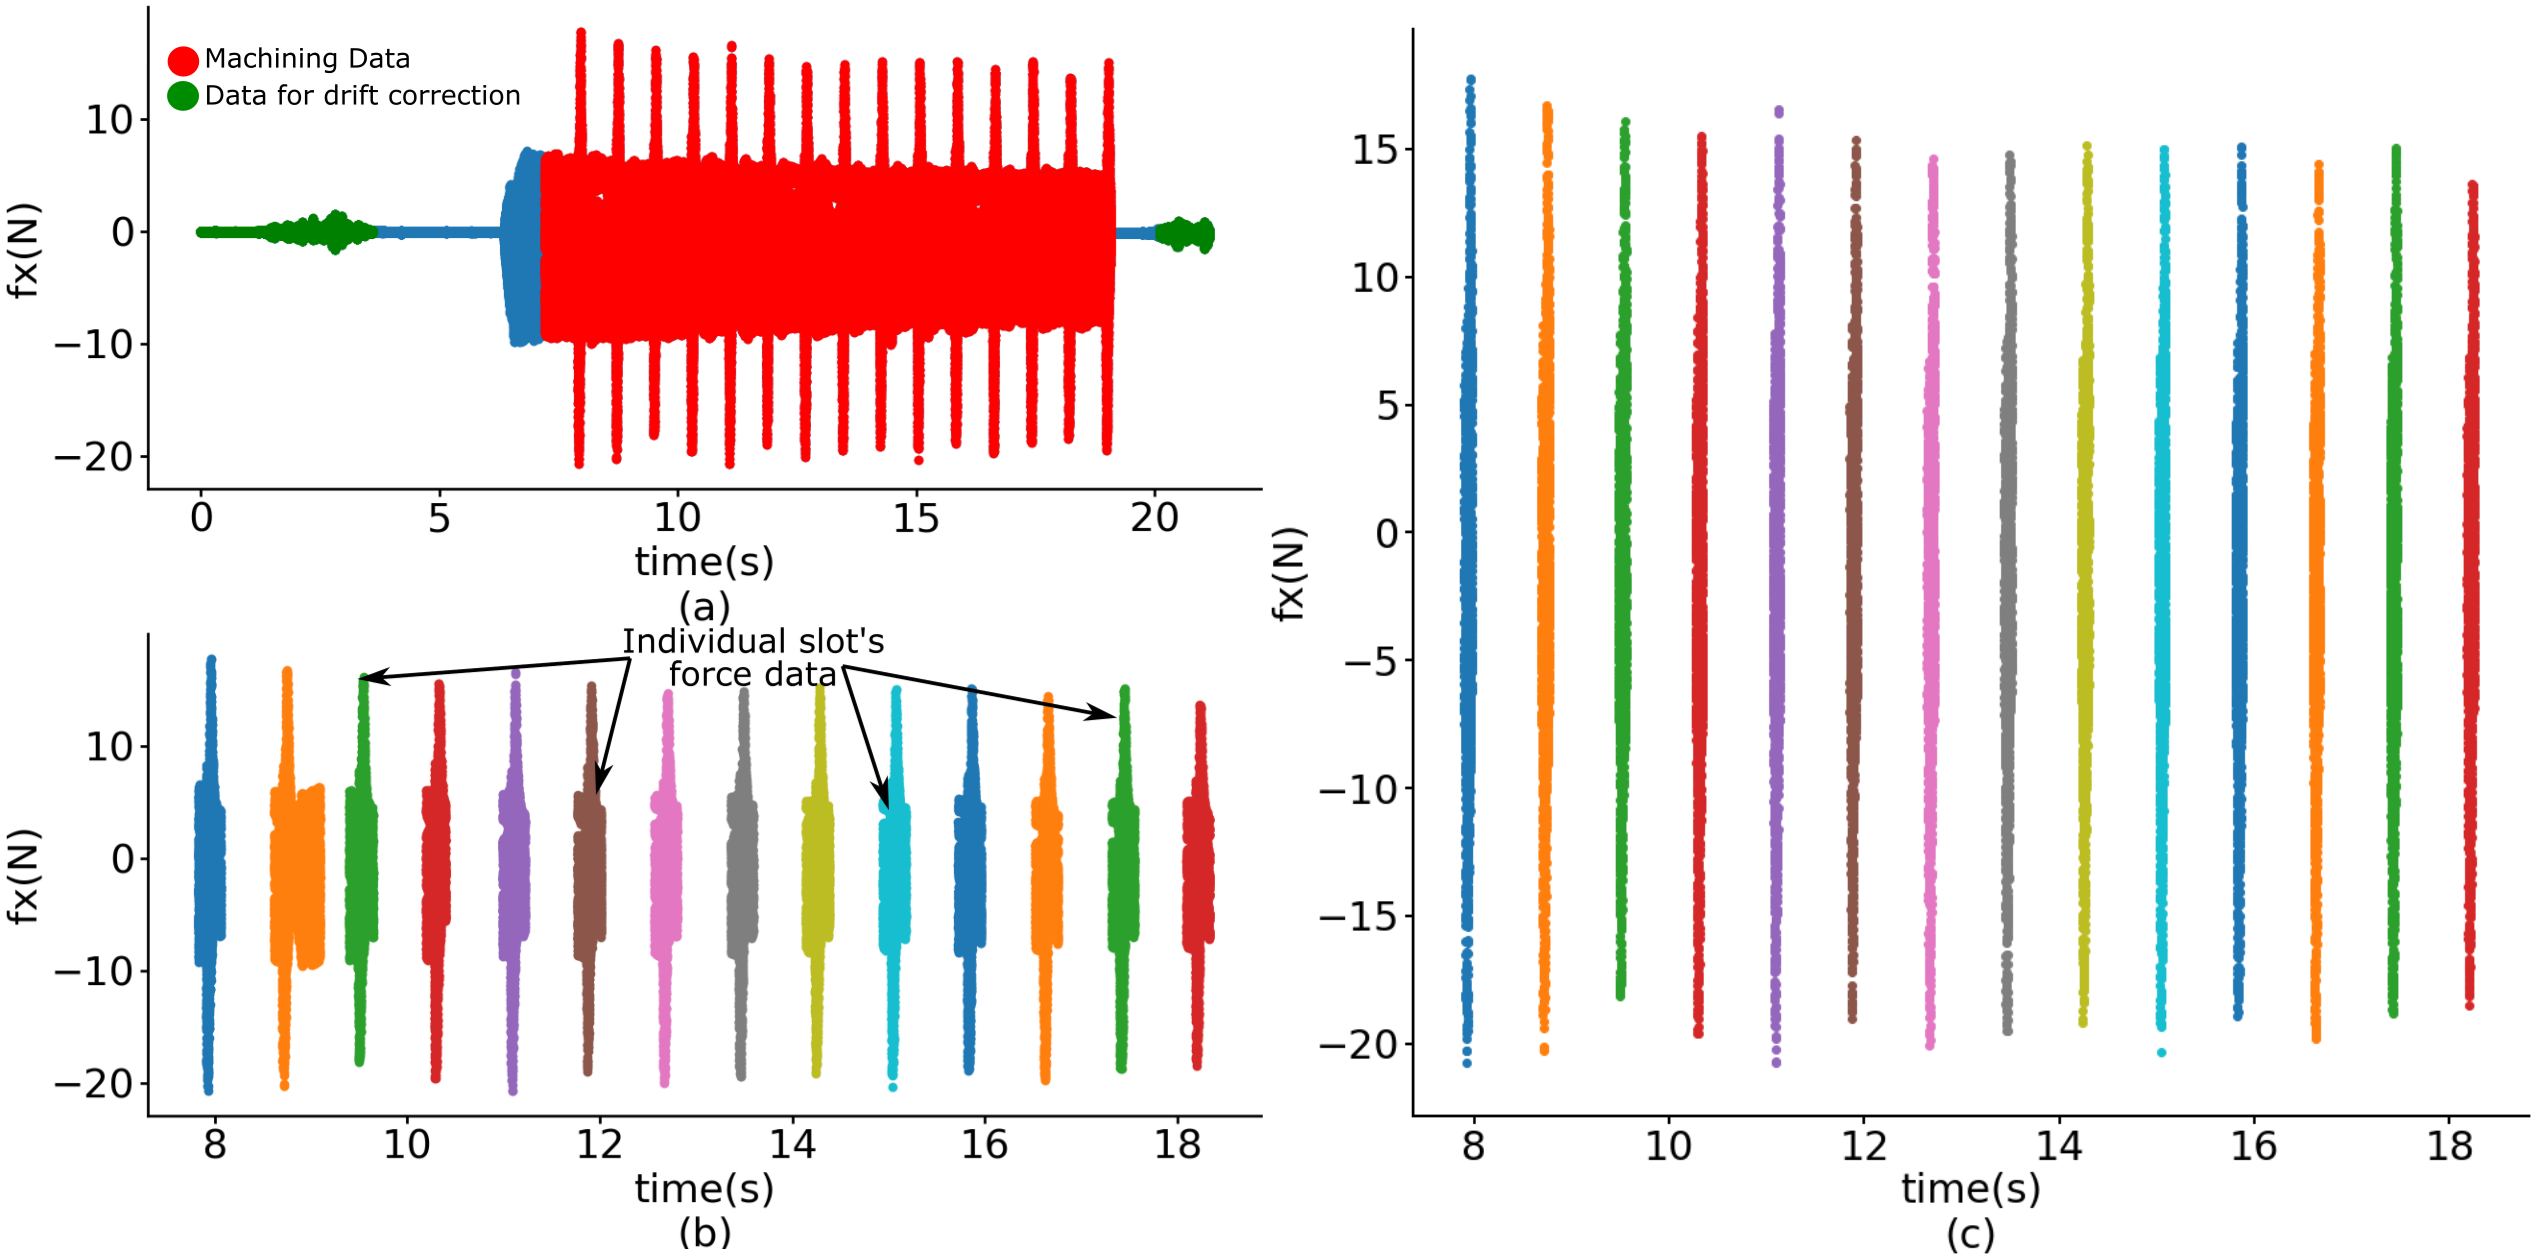 Machining Data
Data for drift correction
fx(N)
10
0
−10
−20
0 5 10 15 20
time(s)
(a)
Individual slot's
force data
fx(N)
10
0
−10
−20
8 10 12 14 16 18
time(s)
(b)
fx(N)
15
10
5
0
−5
−10
−15
−20
8 10 12 14 16 18
time(s)
(c)